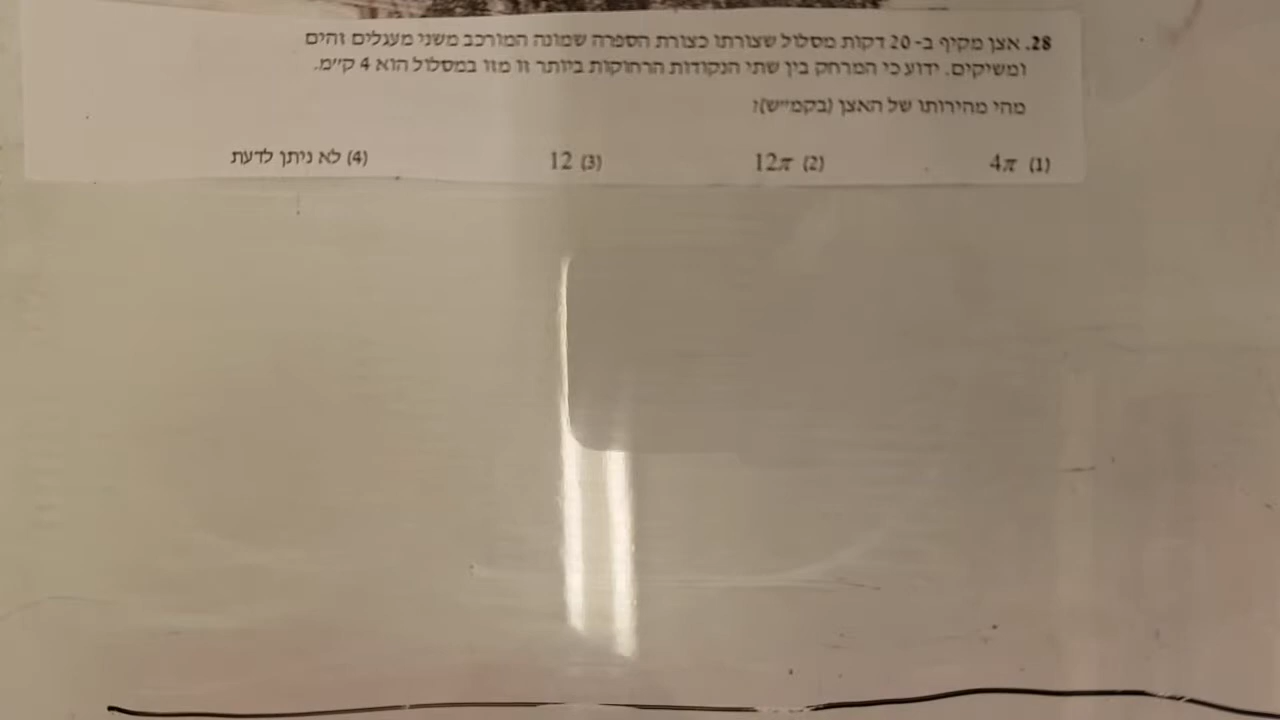 28. אצן מקיף ב- 20 דקות מסלול שצורתו כצורת הספרה שמונה המורכב משני מעגלים זהים
ומשיקים. ידוע כי המרחק בין שתי הנקודות הרחוקות ביותר זו מזו במסלול הוא 4 ק״מ.
מהי מהירותו של האצן (בקמ״ש)?
(1) 4π (2) 12π (3) 12 (4) לא ניתן לדעת